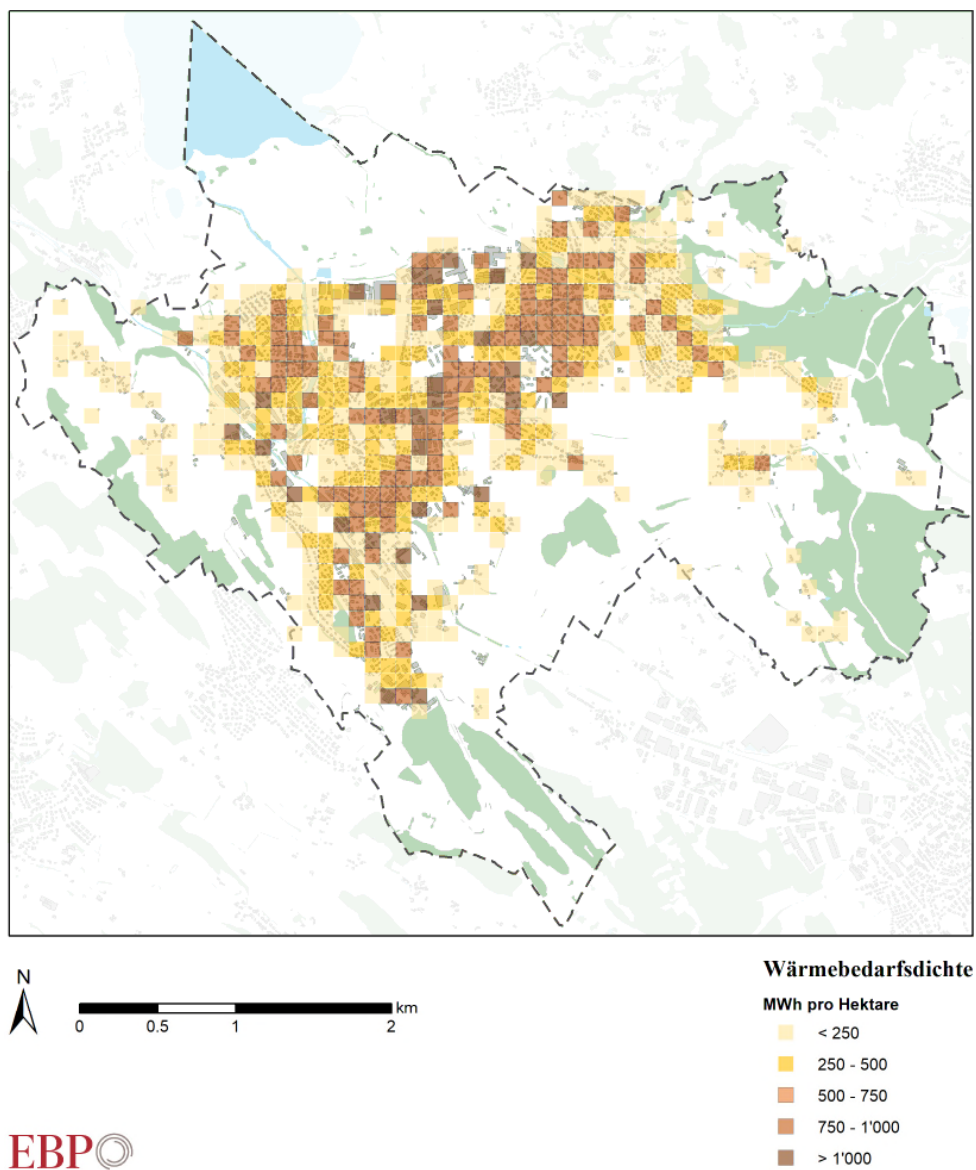 N
km
0
0.5
1
2
Wärmebedarfsdichte
MWh pro Hektare
< 250
250 - 500
500 - 750
750 - 1'000
> 1'000
EBP